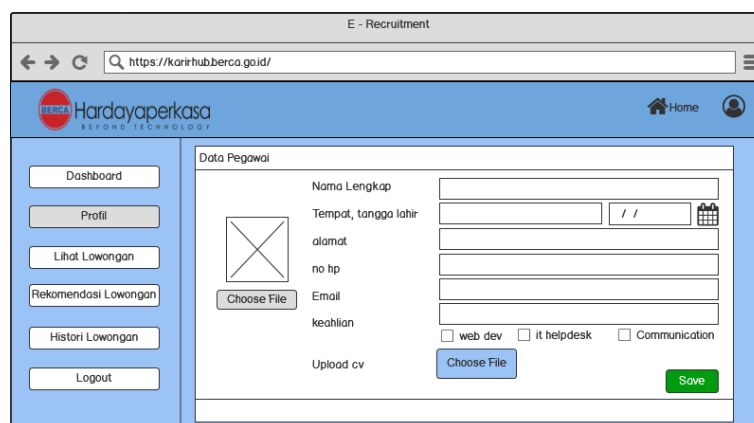 E - Recruitment
https://karirhub.berca.go.id/
BERCA Hardayaperkasa
BEYOND TECHNOLOGY
Home
Dashboard
Profil
Lihat Lowongan
Rekomendasi Lowongan
Histori Lowongan
Logout
Data Pegawai
Nama Lengkap
Tempat, tangga lahir
/ /
alamat
no hp
Choose File
Email
keahlian
web dev
it helpdesk
Communication
Upload cv
Choose File
Save